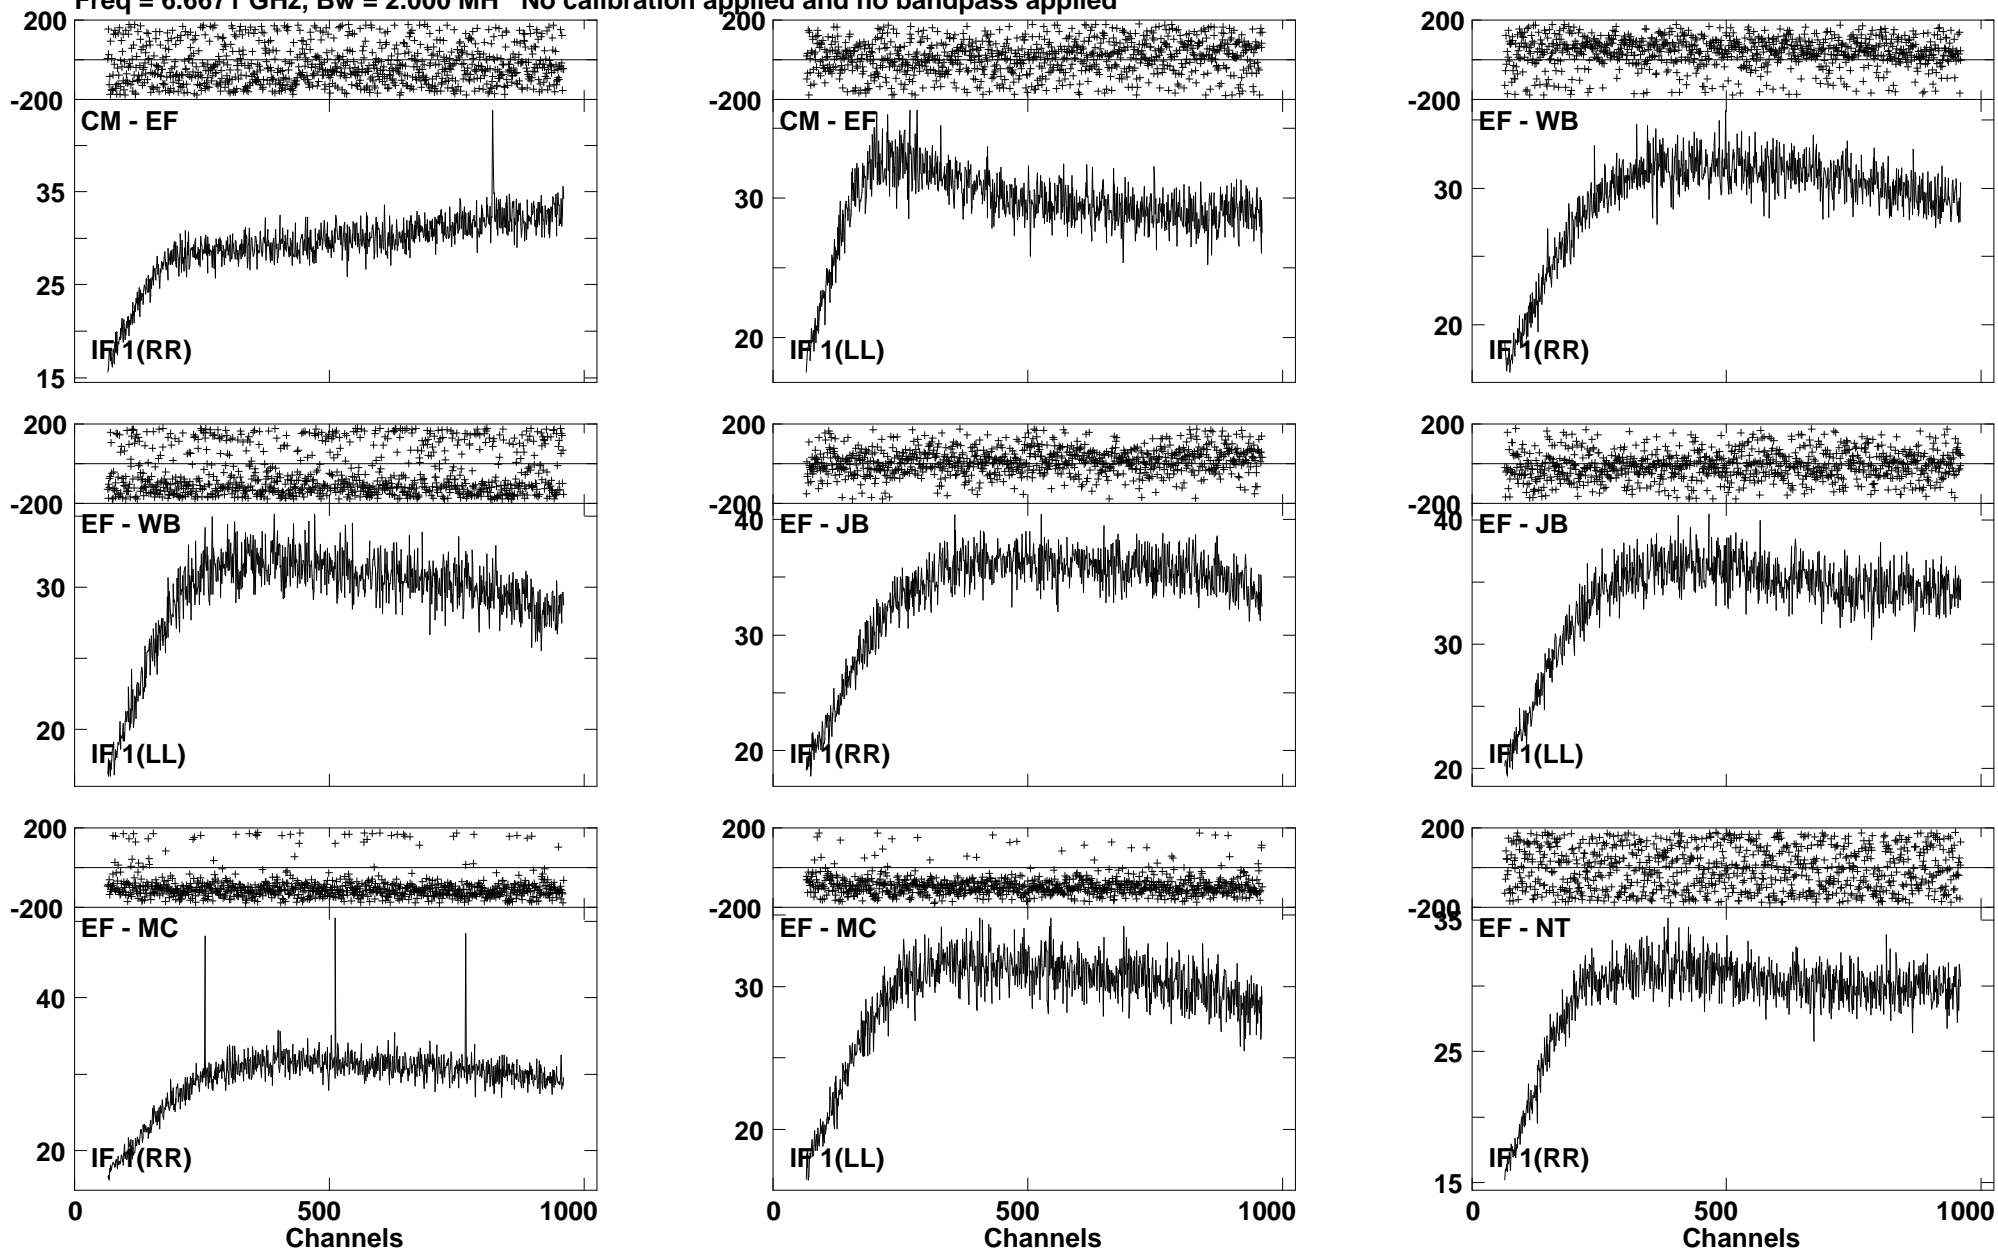 Freq = 6.6671 GHz, Bw = 2.000 MH No calibration applied and no bandpass applied
200
-200
CM - EF
35
25
15
IF 1(RR)
200
-200
CM - EF
30
20
IF 1(LL)
200
-200
EF - WB
30
20
IF 1(RR)
200
-200
EF - WB
30
20
IF 1(LL)
200
-200
40
EF - JB
30
20
IF 1(RR)
200
-200
40
EF - JB
30
20
IF 1(LL)
200
-200
EF - MC
40
20
IF 1(RR)
0 500 1000
Channels
200
-200
EF - MC
30
20
IF 1(LL)
0 500 1000
Channels
200
-200
35
EF - NT
25
15
IF 1(RR)
0 500 1000
Channels